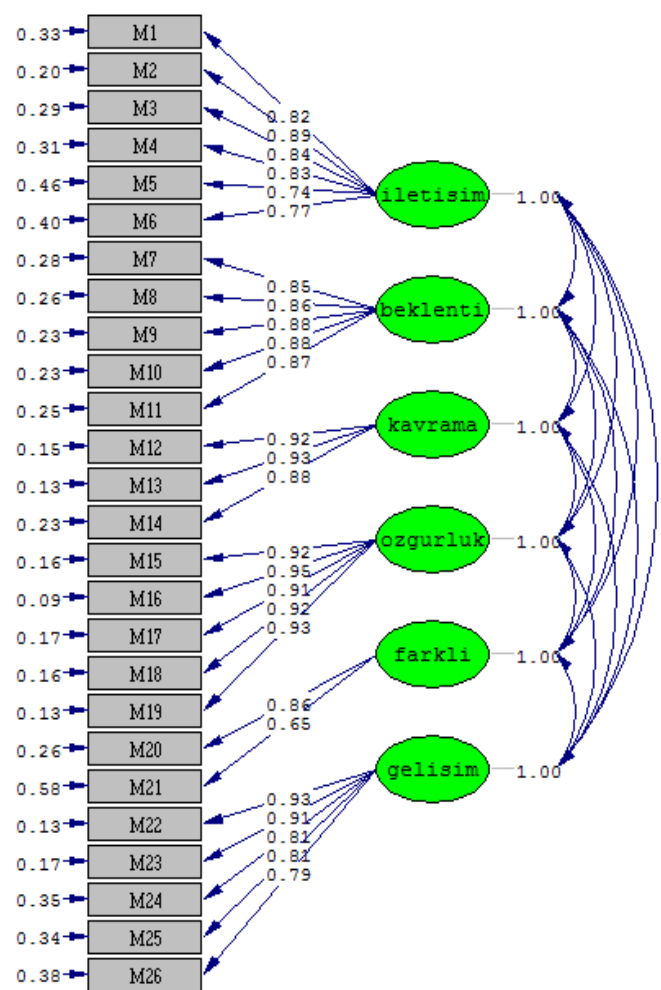 0.33 M1
0.20 M2
0.29 M3 0.82
0.31 M4 0.89
0.84
0.46 M5 0.83
0.74
0.40 M6 0.77 iletisim 1.00
0.28 M7
0.26 M8 0.85
0.86
0.23 M9 0.88 beklenti 1.00
0.88
0.23 M10 0.87
0.25 M11
0.15 M12 0.92 kavrama 1.00
0.93
0.13 M13 0.88
0.23 M14
0.16 M15 0.92 ozgurluk 1.00
0.95
0.09 M16 0.91
0.17 M17 0.92
0.93
0.16 M18 farkli 1.00
0.13 M19 0.86
0.26 M20 0.65
0.58 M21 gelisim 1.00
0.13 M22 0.93
0.91
0.17 M23 0.81
0.81
0.35 M24 0.79
0.34 M25
0.38 M26